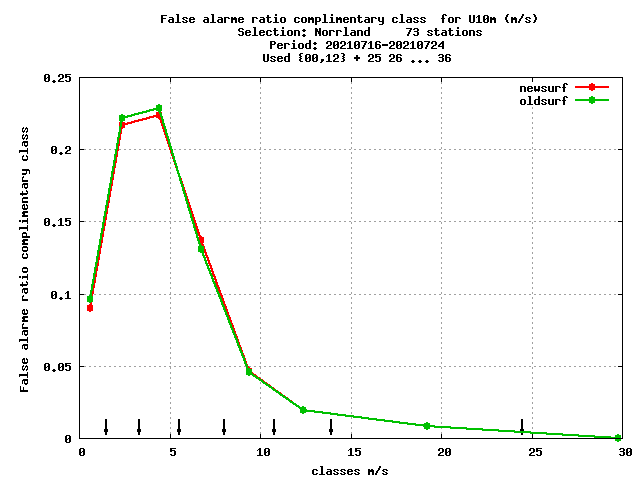 False alarme ratio complimentary class  for U10m (m/s)
Selection: Norrland     73 stations
Period: 20210716-20210724
Used {00,12} + 25 26 ... 36
newsurf
oldsurf
False alarme ratio complimentary class
0.25
0.2
0.15
0.1
0.05
0
0 5 10 15 20 25 30
classes m/s